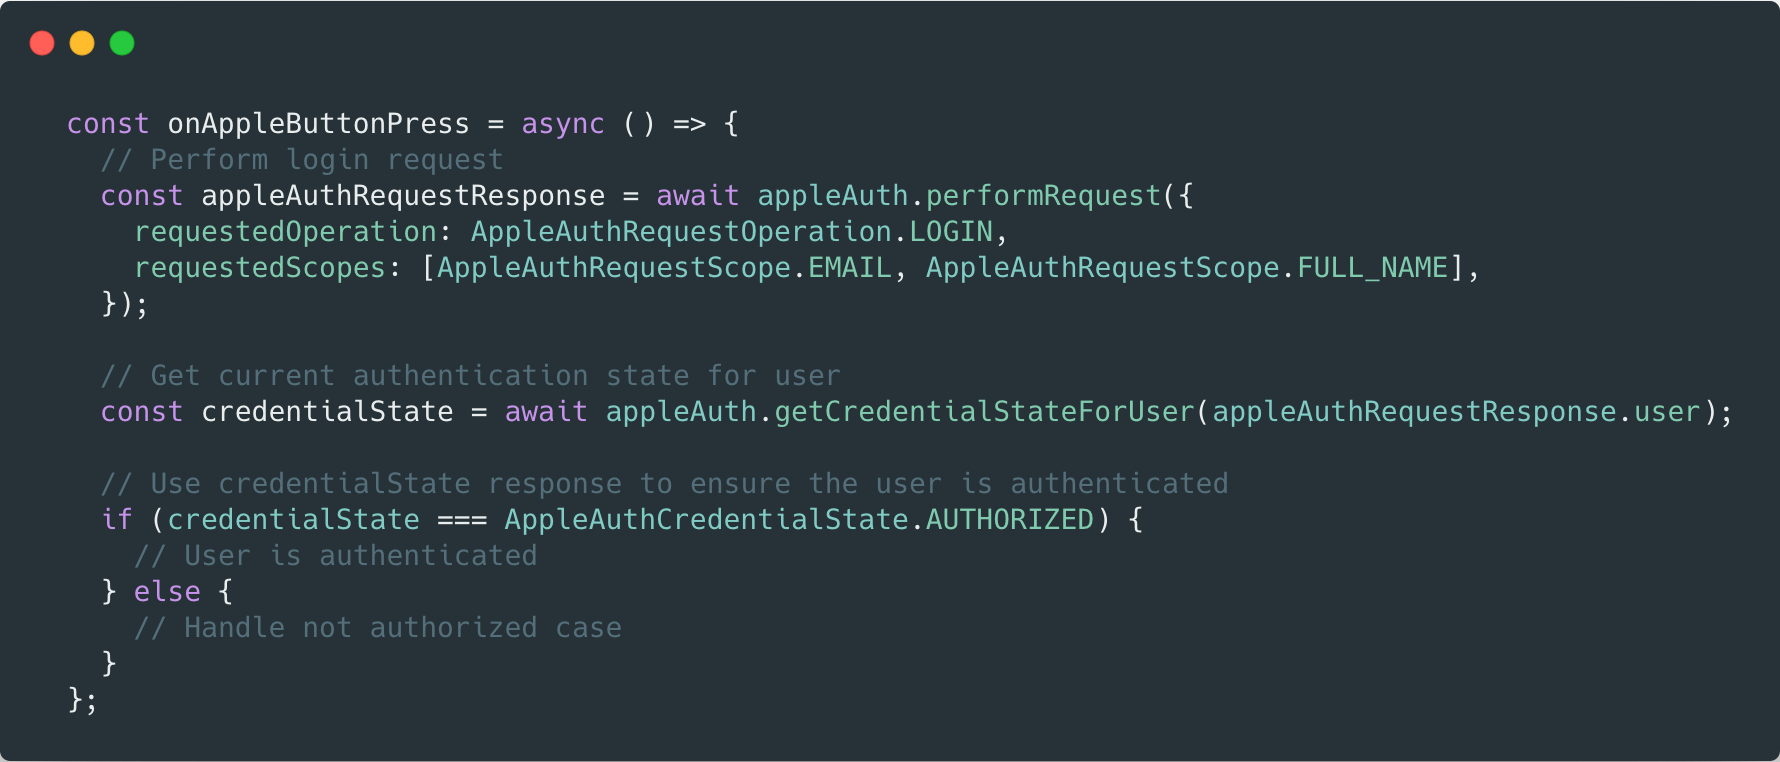 const onAppleButtonPress = async () => {
  // Perform login request
  const appleAuthRequestResponse = await appleAuth.performRequest({
    requestedOperation: AppleAuthRequestOperation.LOGIN,
    requestedScopes: [AppleAuthRequestScope.EMAIL, AppleAuthRequestScope.FULL_NAME],
  });

  // Get current authentication state for user
  const credentialState = await appleAuth.getCredentialStateForUser(appleAuthRequestResponse.user);

  // Use credentialState response to ensure the user is authenticated
  if (credentialState === AppleAuthCredentialState.AUTHORIZED) {
    // User is authenticated
  } else {
    // Handle not authorized case
  }
};